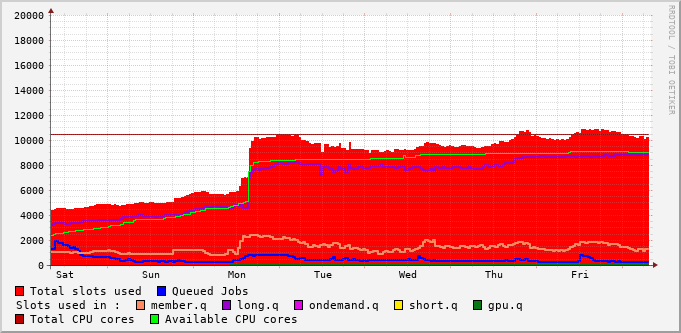 20000
18000
16000
14000
12000
10000
8000
6000
4000
2000
0
Sat Sun Mon Tue Wed Thu Fri
RRDTOOL / TOBI OETIKER
Total slots used Queued Jobs
Slots used in : member.q long.q ondemand.q short.q gpu.q
Total CPU cores Available CPU cores